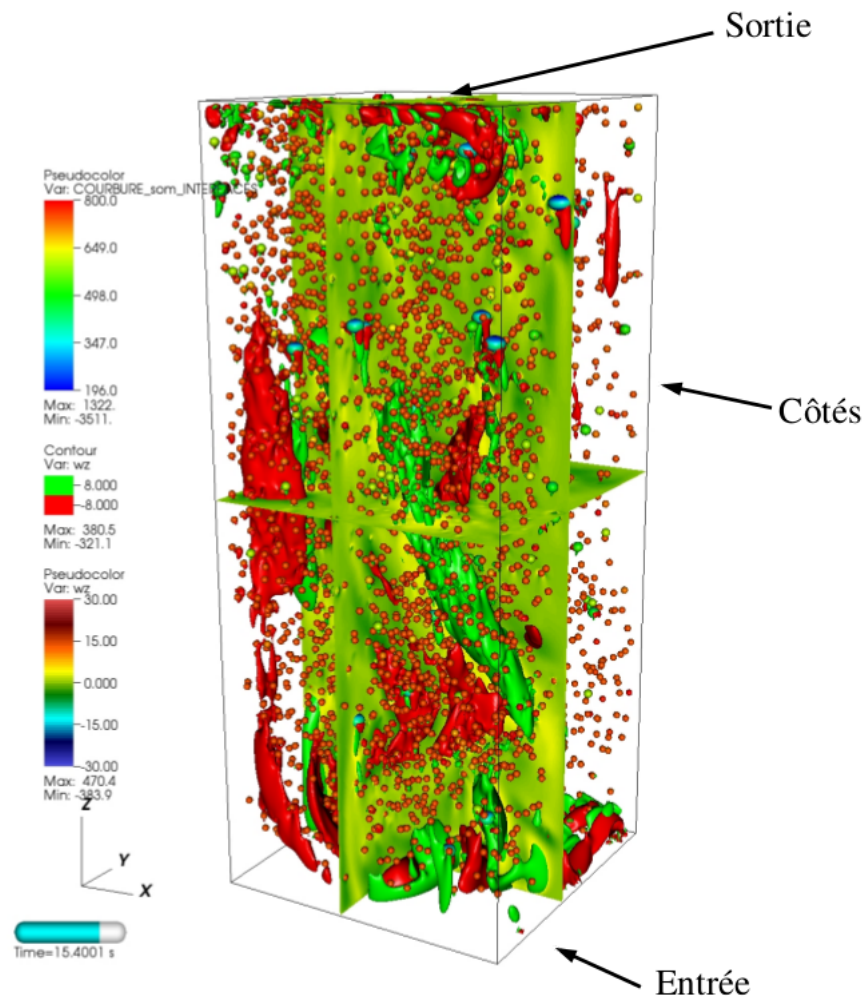 Sortie
Pseudocolor
Var: COURBURE_som_INTERFACES
800.0
649.0
498.0
347.0
196.0
Max: 1322.
Min: -3511.
Côtés
Contour
Var: wz
8.000
-8.000
Max: 380.5
Min: -321.1
Pseudocolor
Var: wz
30.00
15.00
0.000
-15.00
-30.00
Max: 470.4
Min: -383.9
Z
Y
X
Time=15.4001 s
Entrée